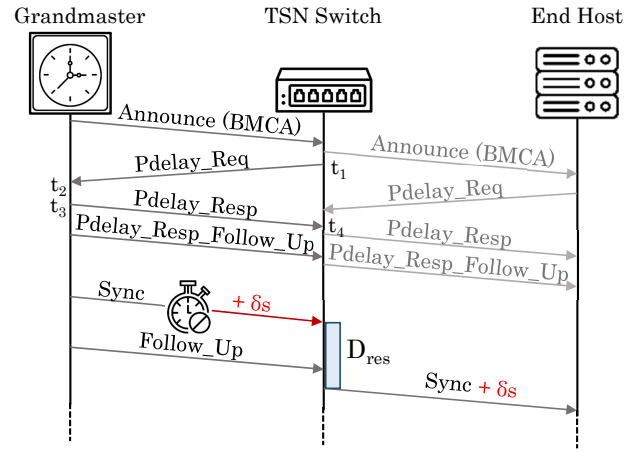 Grandmaster
TSN Switch
End Host
Announce (BMCA)
Announce (BMCA)
Pdelay_Req
t1
t2
Pdelay_Req
t3
Pdelay_Resp
t4
Pdelay_Resp
Pdelay_Resp_Follow_Up
Pdelay_Resp_Follow_Up
Sync
+ δs
Follow_Up
Dres
Sync + δs